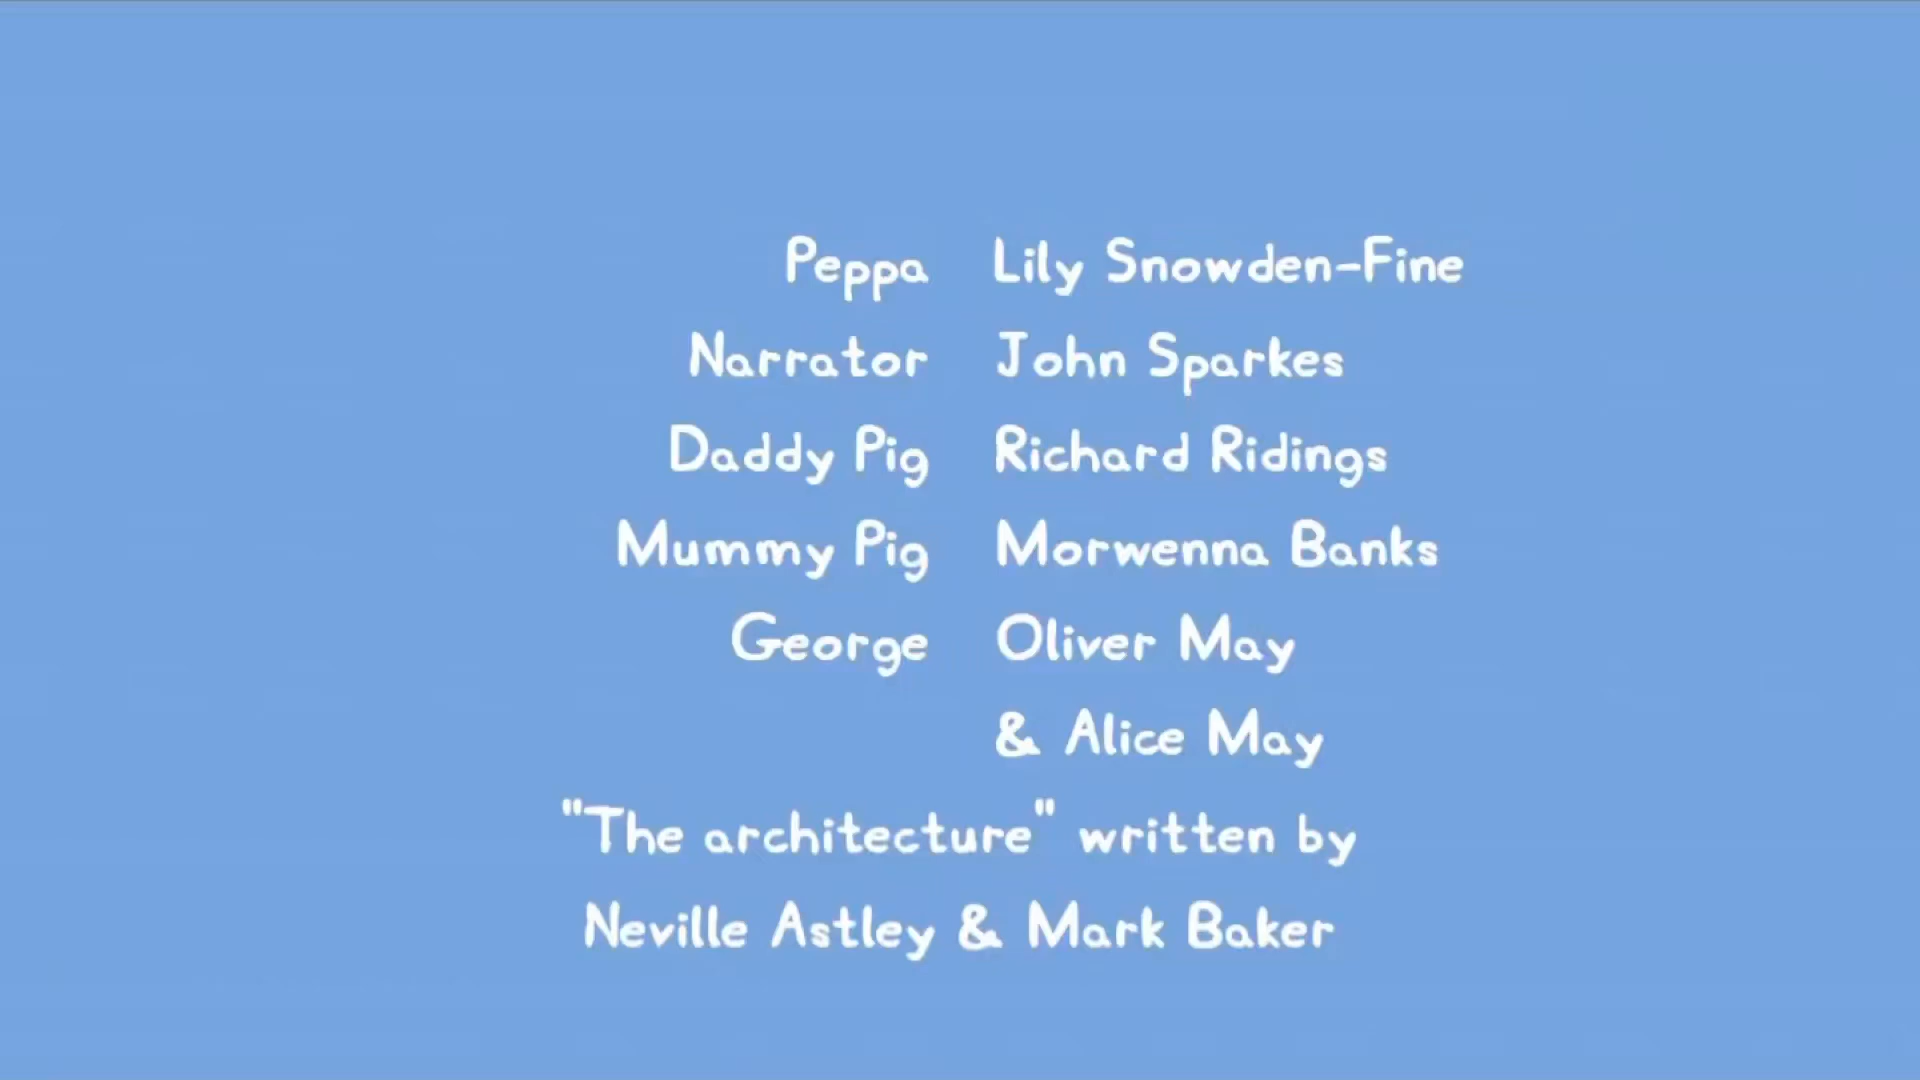 Peppa Lily Snowden-Fine
Narrator John Sparkes
Daddy Pig Richard Ridings
Mummy Pig Morwenna Banks
George Oliver May
& Alice May
"The architecture" written by
Neville Astley & Mark Baker